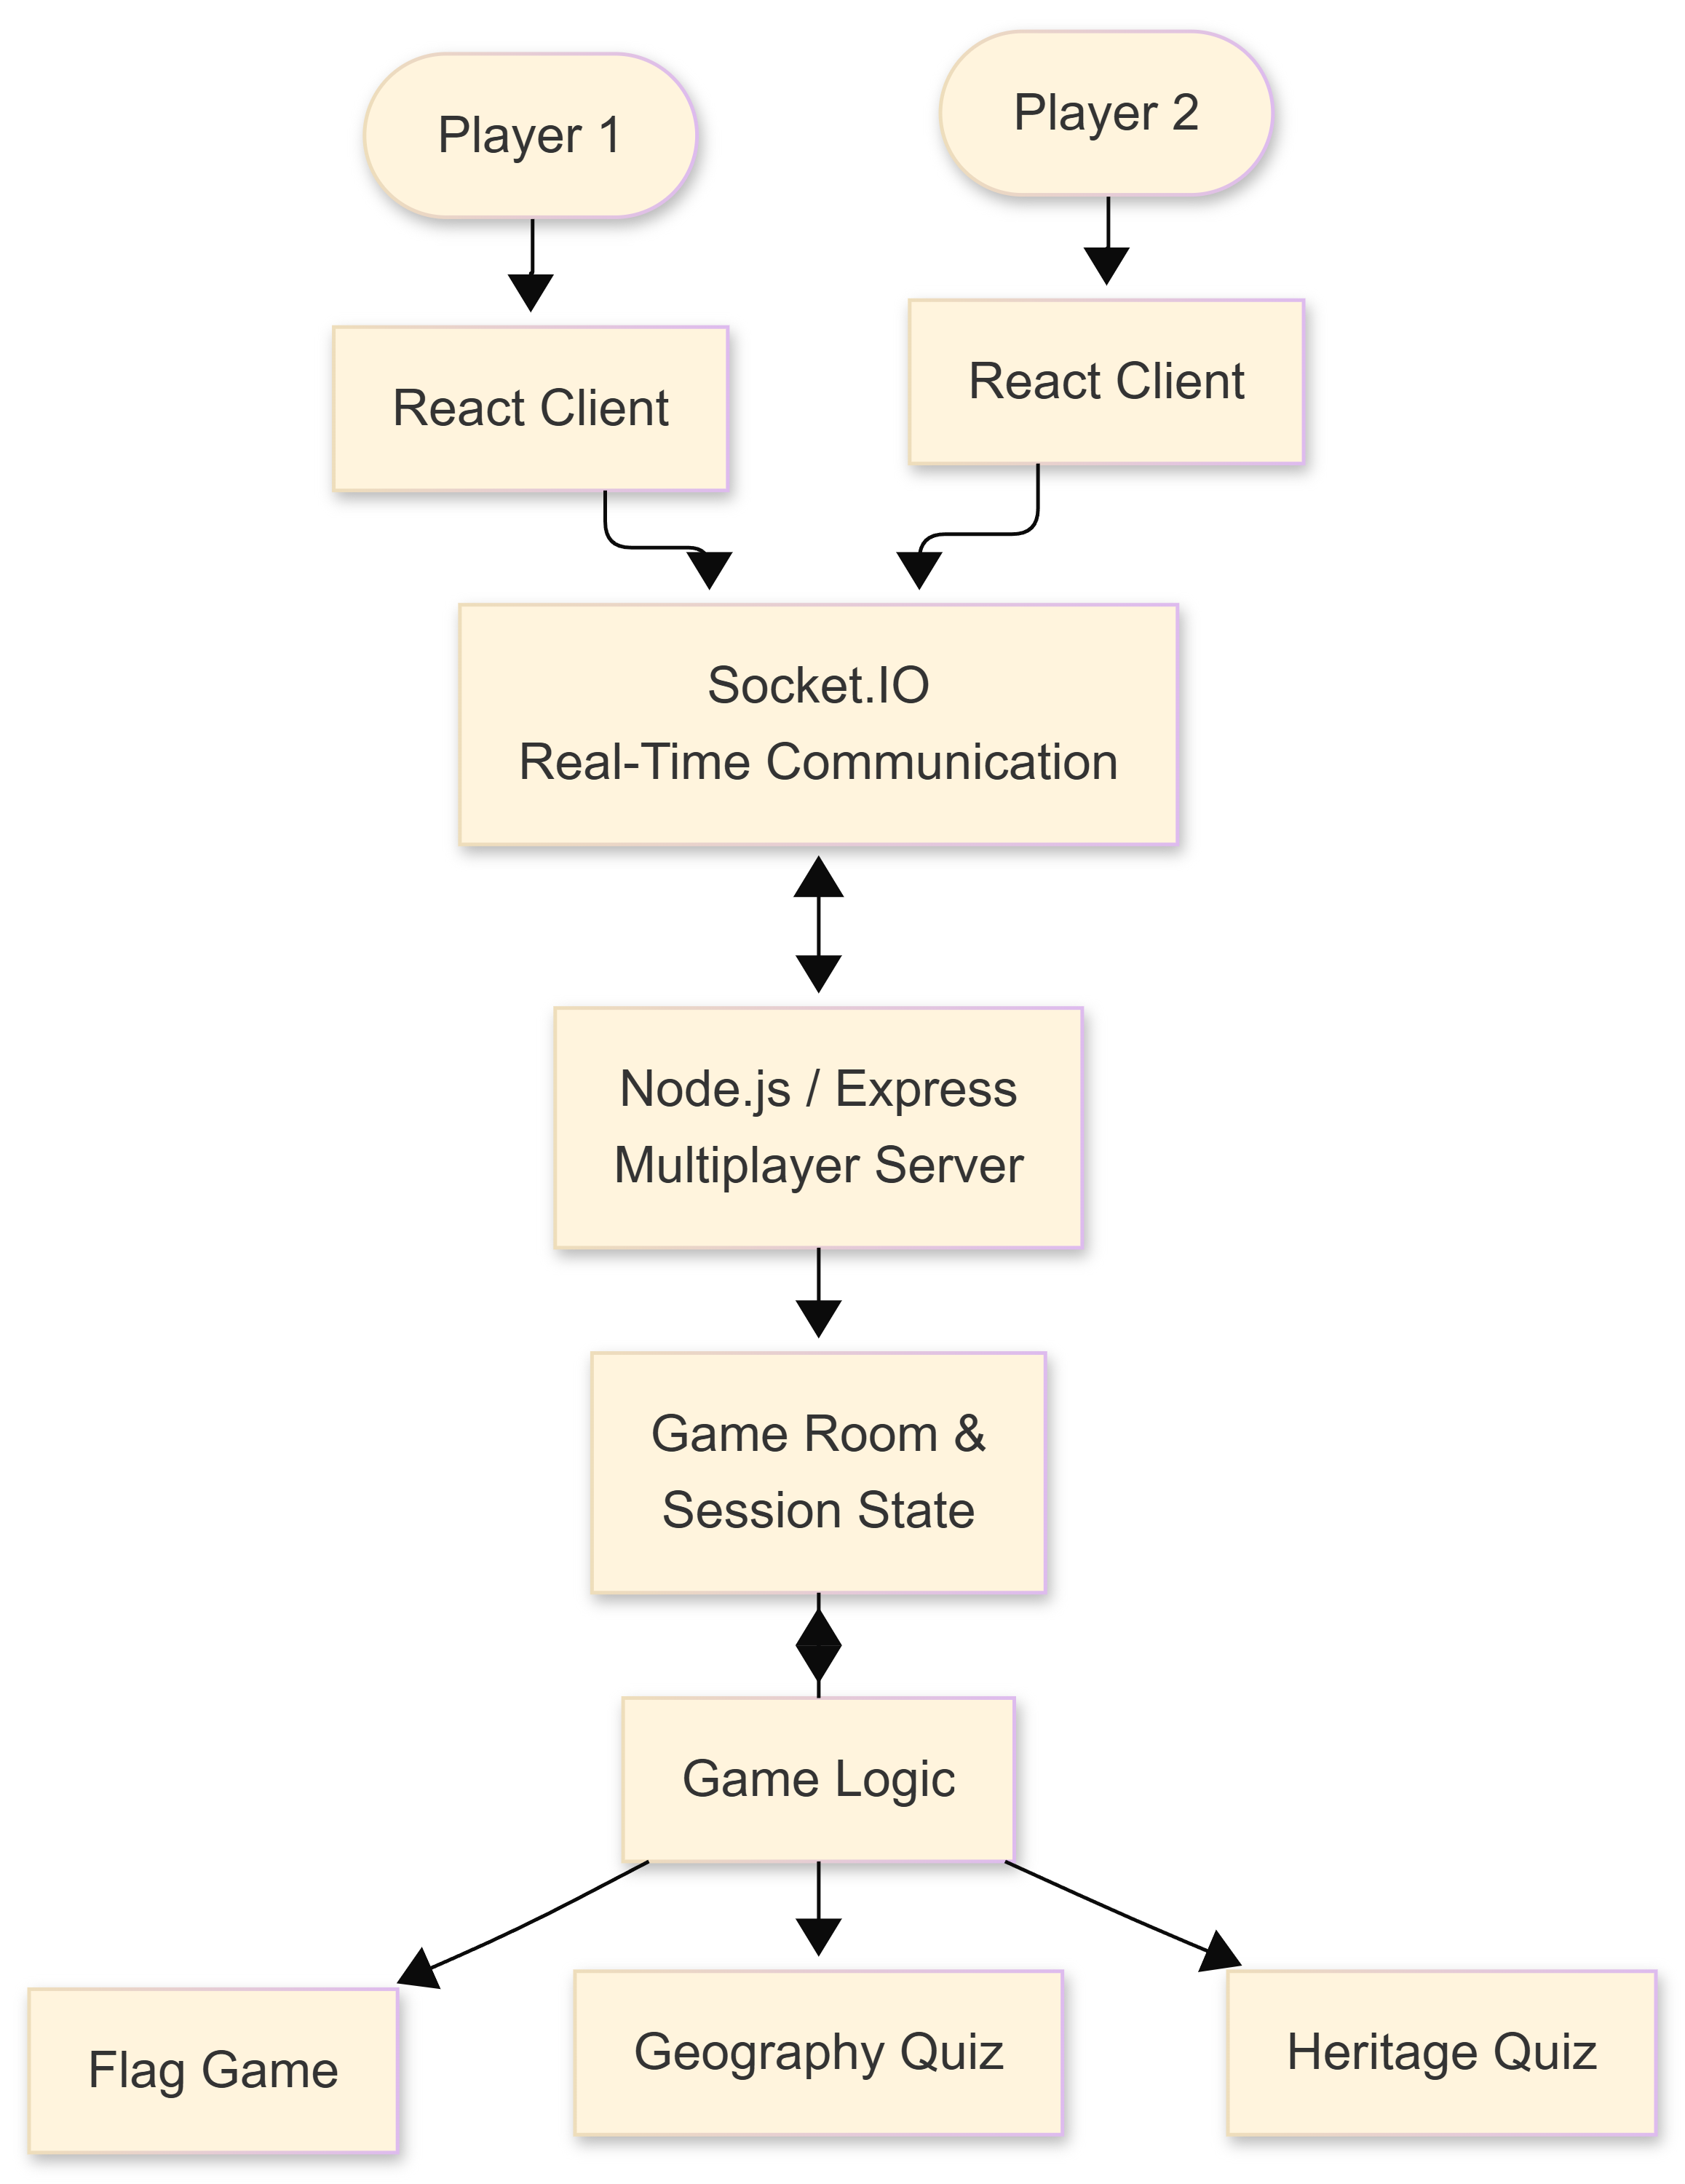 Player 1
Player 2
React Client
React Client
Socket.IO
Real-Time Communication
Node.js / Express
Multiplayer Server
Game Room &
Session State
Game Logic
Flag Game
Geography Quiz
Heritage Quiz